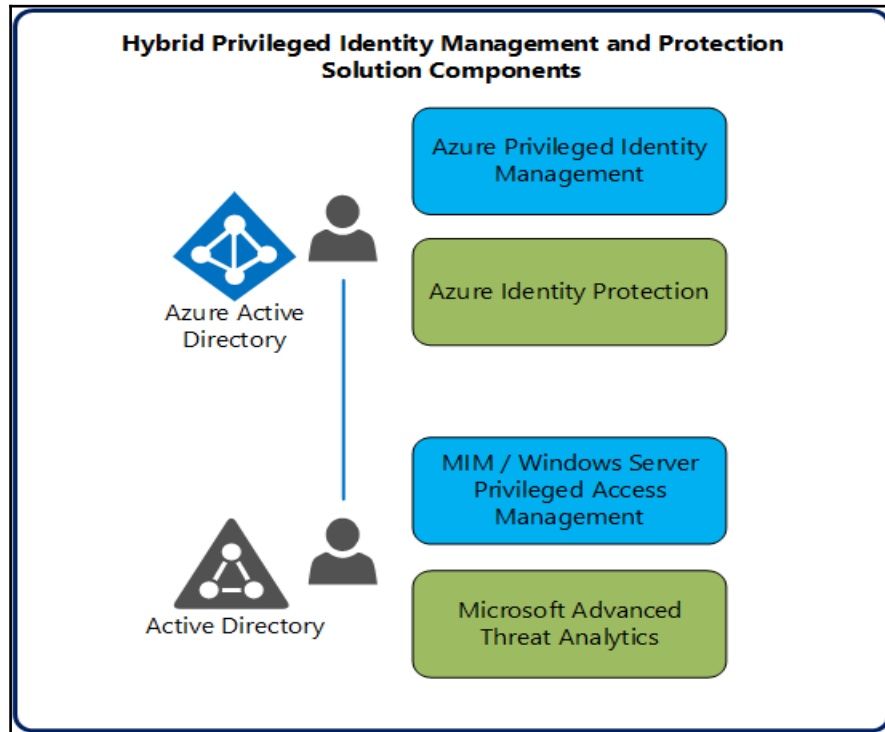 Hybrid Privileged Identity Management and Protection
Solution Components
Azure Privileged Identity
Management
Azure Identity Protection
Azure Active
Directory
MIM / Windows Server
Privileged Access
Management
Microsoft Advanced
Threat Analytics
Active Directory